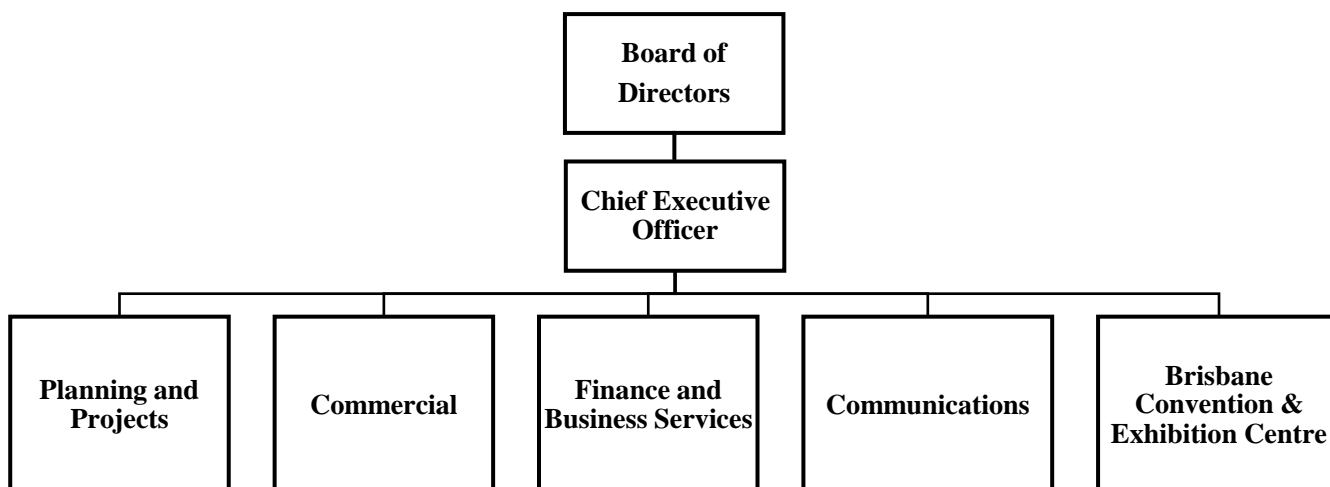 Board of
Directors
Chief Executive
Officer
Planning and
Projects
Commercial
Finance and
Business Services
Communications
Brisbane
Convention &
Exhibition Centre